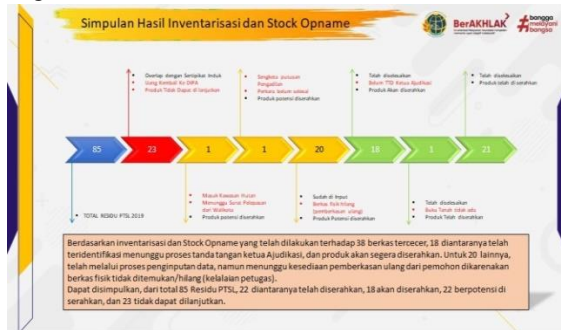 Simpulan Hasil Inventarisasi dan Stock Opname
BerAKHLAK
#bangga
melayani
bangsa
Overlap dengan Sertipikat Induk
Uang Kembali Ke DIPA
Produk Tidak Dapat di lanjutkan
Sengketa putusan
Pengadilan
Perkara belum selesai
Produk potensi diserahkan
Telah diselesaikan
Belum TTD Ketua Ajudikasi
Produk Akan diserahkan
Telah diselesaikan
Produk telah di serahkan
85
23
1
1
20
18
1
21
TOTAL RESIDU PTSL 2019
Masuk Kawasan Hutan
Menunggu Surat Pelepasan
dari Walikota
Produk potensi diserahkan
Sudah di Input
Berkas Fisik hilang
(pemberkasan ulang)
Produk Potensi diserahkan
Telah diselesaikan
Buku Tanah tidak ada
Produk Telah diserahkan
Berdasarkan inventarisasi dan Stock Opname yang telah dilakukan terhadap 38 berkas tercecer, 18 diantaranya telah
teridentifikasi menunggu proses tanda tangan ketua Ajudikasi, dan produk akan segera diserahkan. Untuk 20 lainnya,
telah melalui proses penginputan data, namun menunggu kesediaan pemberkasan ulang dari pemohon dikarenakan
berkas fisik tidak ditemukan/hilang (kelalaian petugas).
Dapat disimpulkan, dari total 85 Residu PTSL, 22 diantaranya telah diserahkan, 18 akan diserahkan, 22 berpotensi di
serahkan, dan 23 tidak dapat dilanjutkan.